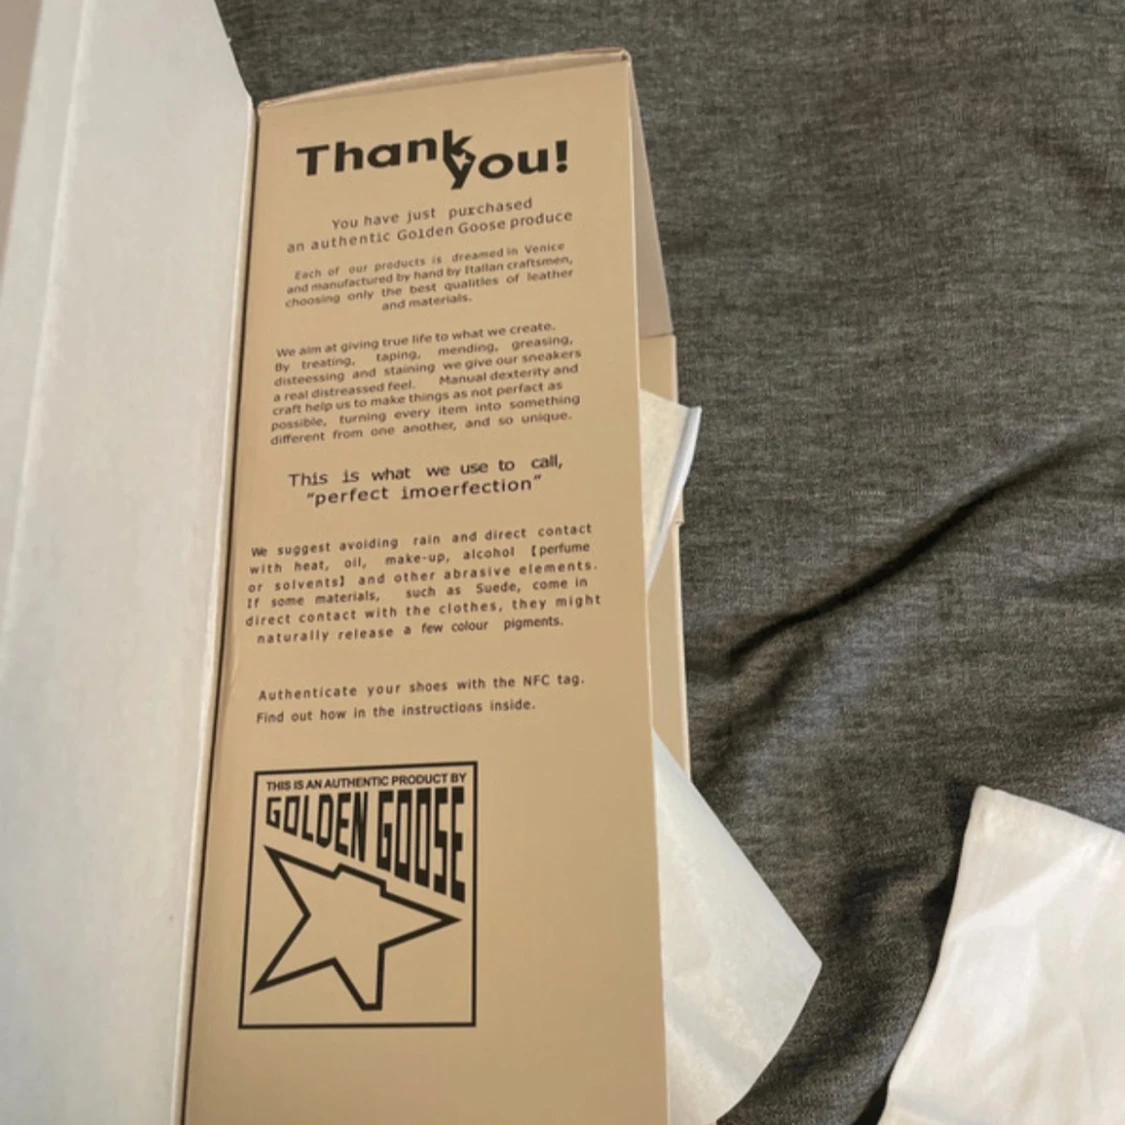 Thank you!
You have just purchased
an authentic Golden Goose produce
Each of our products is dreamed in Venice
and manufactured by hand by Itallan craftsmen,
choosing only the best qualitles of leather
and materials.
We aim at giving true life to what we create.
By treating, taping, mending, greasing,
disteessing and staining we give our sneakers
a real distreassed feel. Manual dexterity and
craft help us to make things as not perfact as
possible, turning every item into something
different from one another, and so unique.
This is what we use to call,
"perfect imoerfection"
We suggest avoiding rain and direct contact
with heat, oil, make-up, alcohol [perfume
or solvents] and other abrasive elements.
If some materials, such as Suede, come in
direct contact with the clothes, they might
naturally release a few colour pigments.
Authenticate your shoes with the NFC tag.
Find out how in the instructions inside.
THIS IS AN AUTHENTIC PRODUCT BY
GOLDEN GOOSE